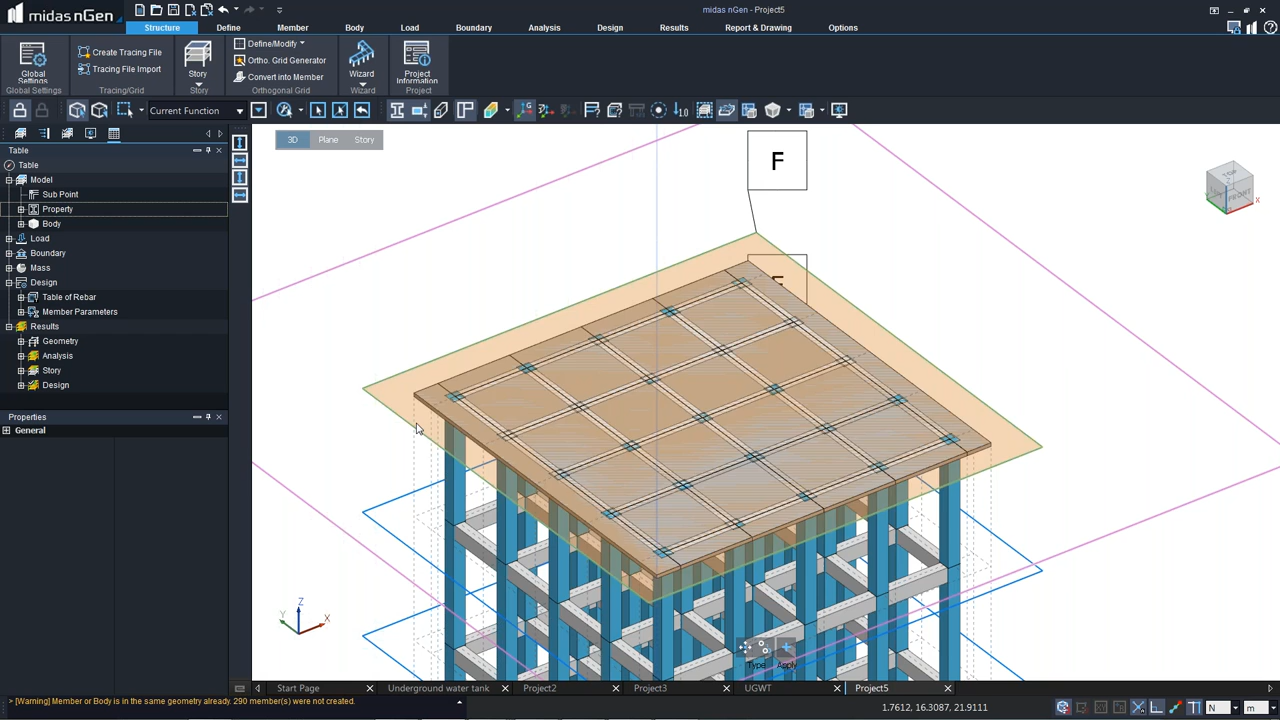 midas nGen
midas nGen - Project5
Structure Define Member Body Load Boundary Analysis Design Results Report & Drawing Options
Global Settings
Create Tracing File
Tracing File Import
Story
Define/Modify
Ortho. Grid Generator
Convert into Member
Wizard
Project Information
Global Settings Tracing/Grid Story Orthogonal Grid Wizard Project
Current Function
Table
3D Plane Story
Table
Model
Sub Point
Property
Body
Load
Boundary
Mass
Design
Table of Rebar
Member Parameters
Results
Geometry
Analysis
Story
Design
Properties
General
F
TOP
FRONT
X
Z
Y
X
Type Apply
Start Page Underground water tank Project2 Project3 UGWT Project5
[Warning] Member or Body is in the same geometry already. 290 member(s) were not created.
1.7612, 16.3087, 21.9111
N m